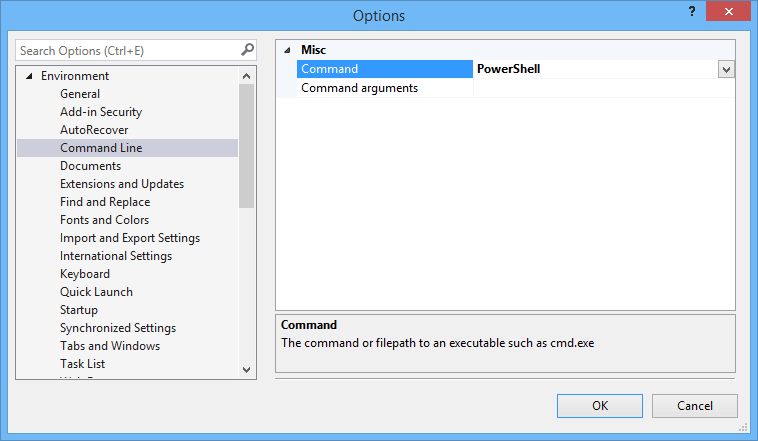 Options
?
Search Options (Ctrl+E)
Environment
General
Add-in Security
AutoRecover
Command Line
Documents
Extensions and Updates
Find and Replace
Fonts and Colors
Import and Export Settings
International Settings
Keyboard
Quick Launch
Startup
Synchronized Settings
Tabs and Windows
Task List
Misc
Command PowerShell
Command arguments
Command
The command or filepath to an executable such as cmd.exe
OK Cancel